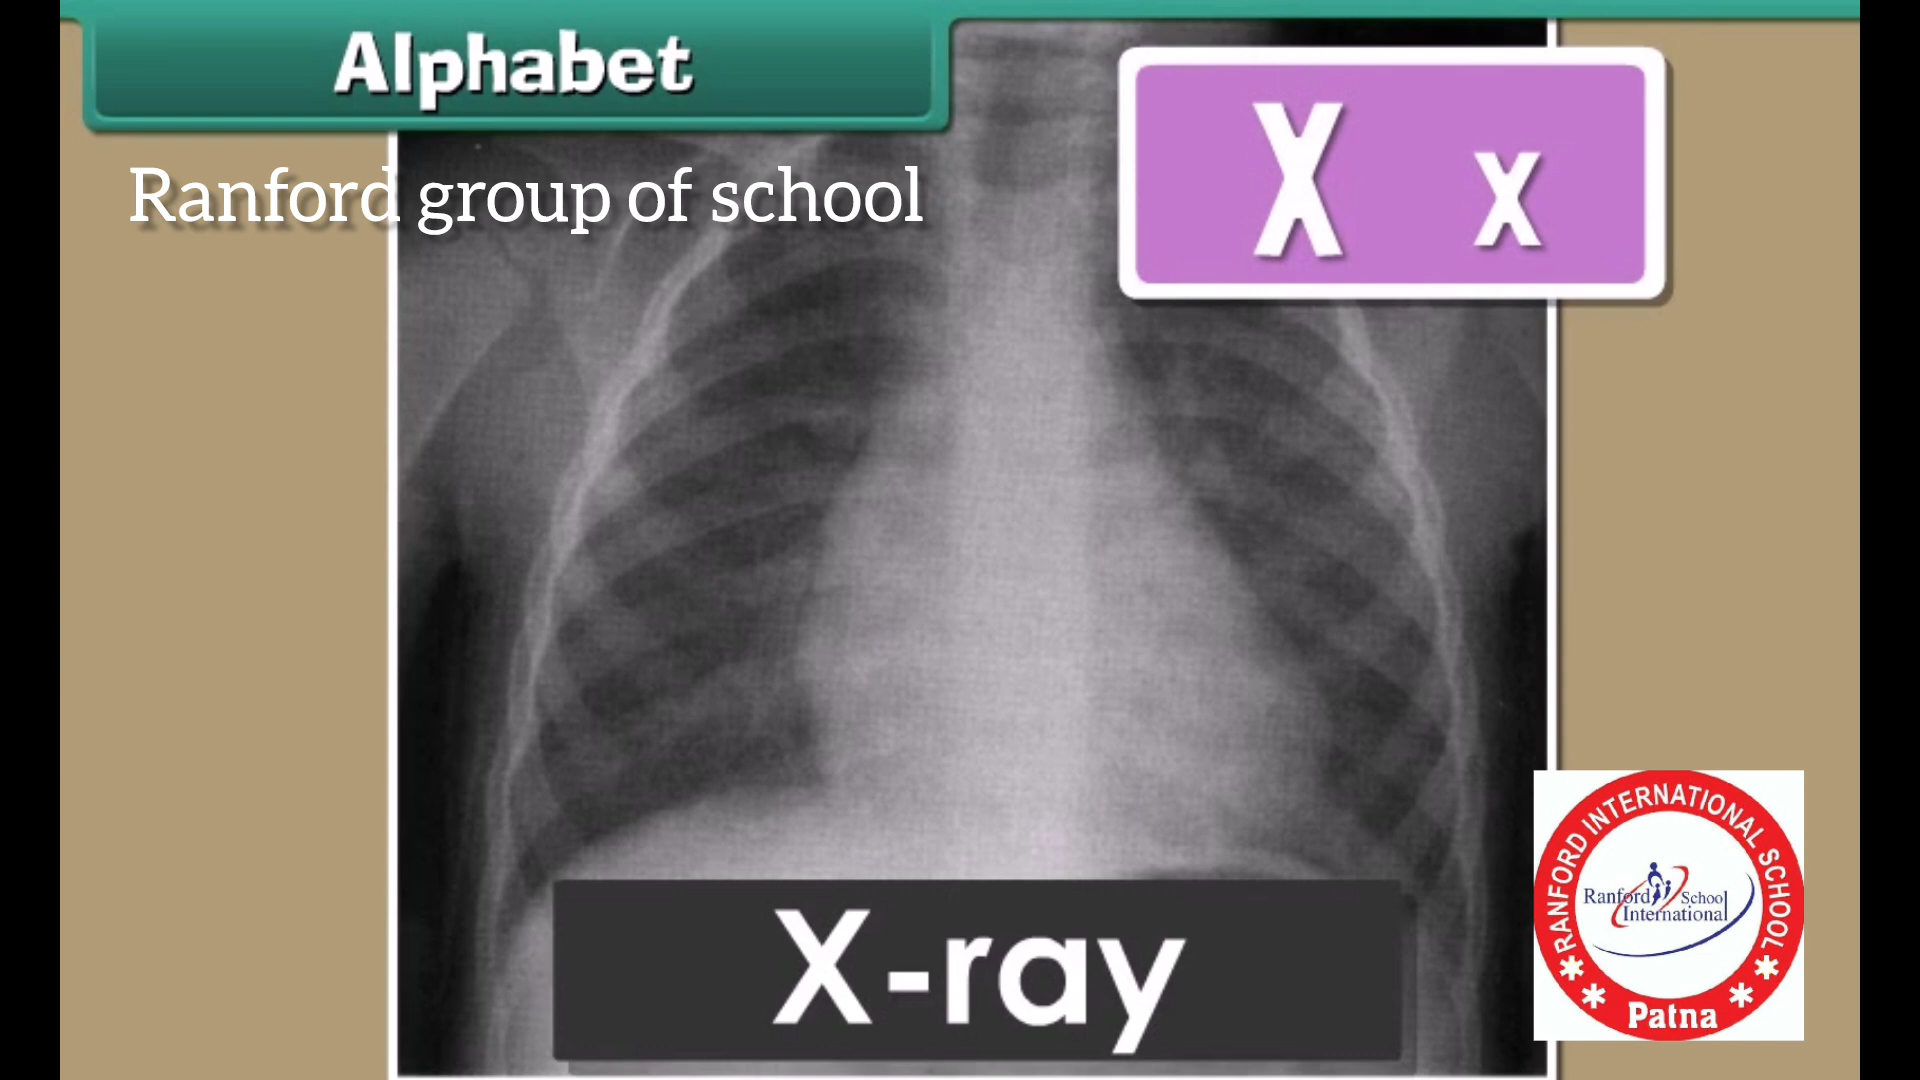 Alphabet
X x
Ranford group of school
X-ray
RANFORD INTERNATIONAL SCHOOL
Ranford School
International
Patna